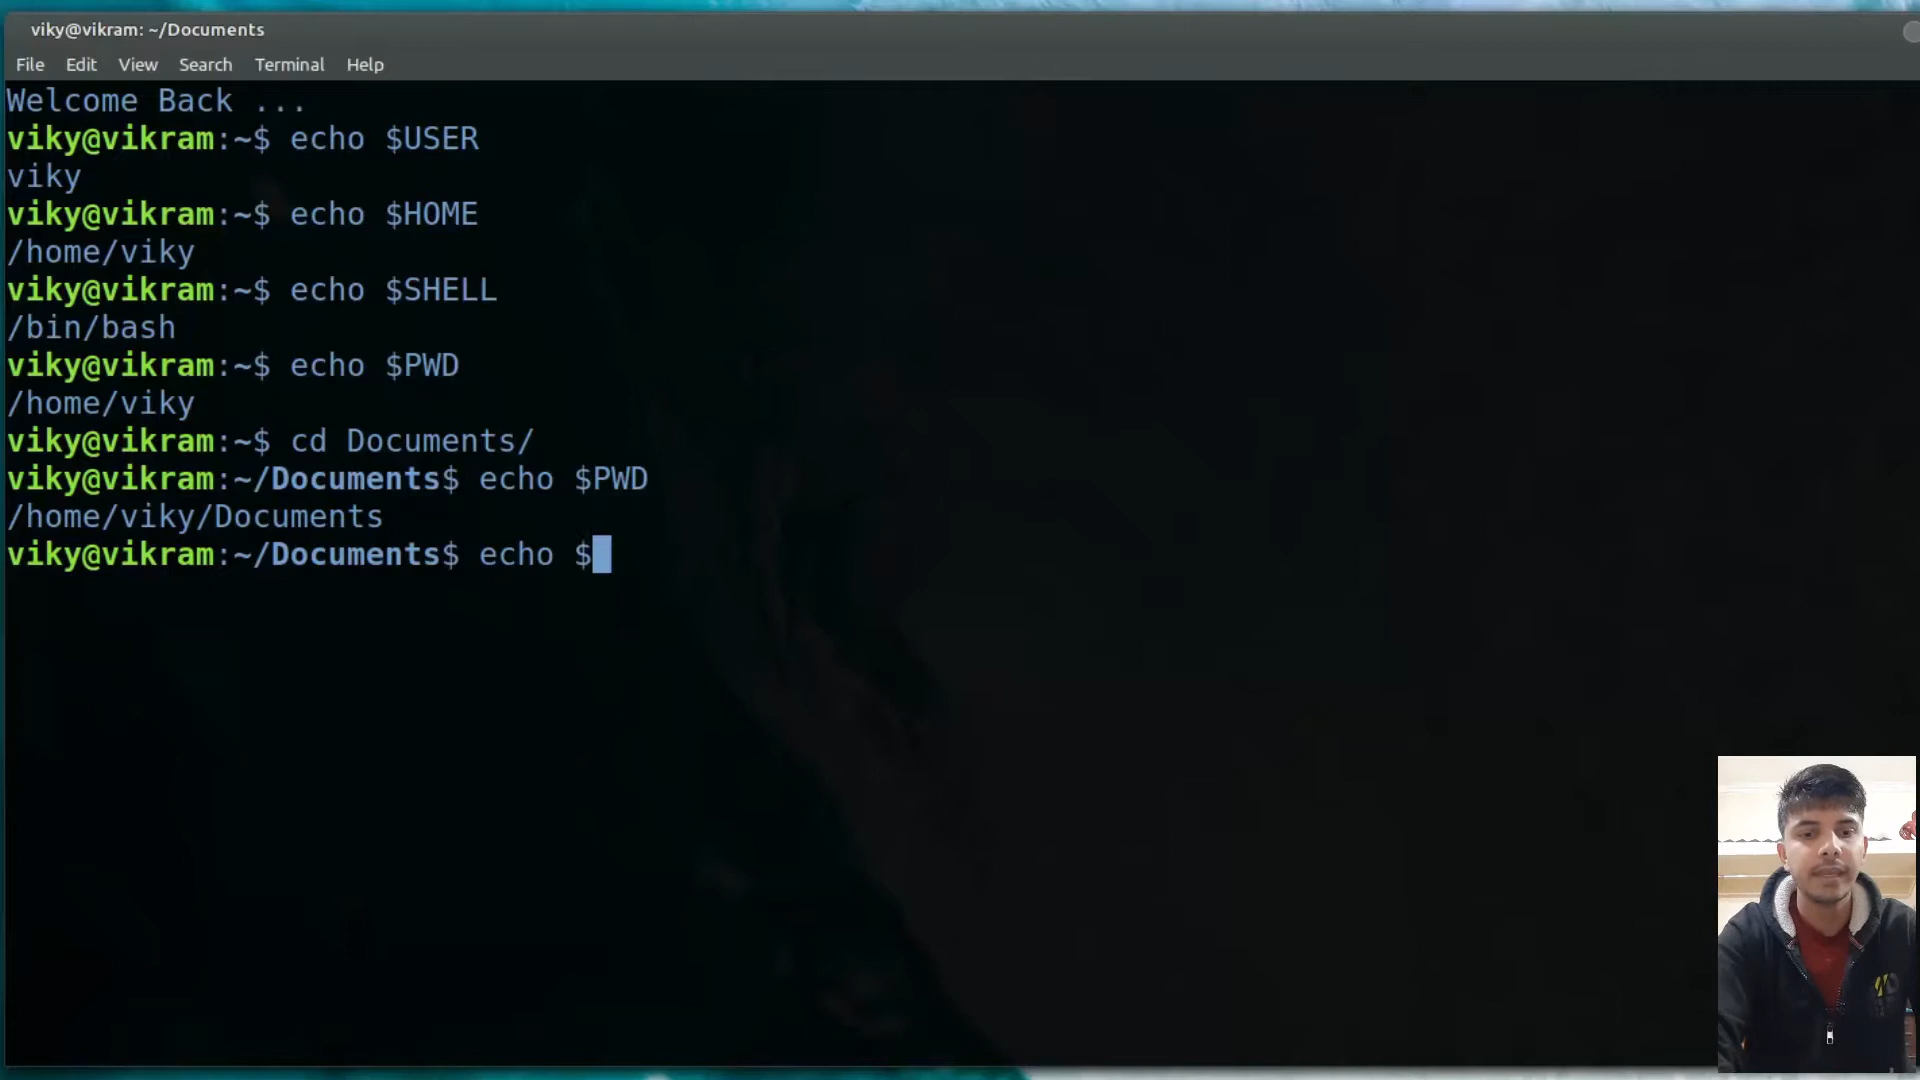 viky@vikram: ~/Documents
File Edit View Search Terminal Help
Welcome Back ...
viky@vikram:~$ echo $USER
viky
viky@vikram:~$ echo $HOME
/home/viky
viky@vikram:~$ echo $SHELL
/bin/bash
viky@vikram:~$ echo $PWD
/home/viky
viky@vikram:~$ cd Documents/
viky@vikram:~/Documents$ echo $PWD
/home/viky/Documents
viky@vikram:~/Documents$ echo $